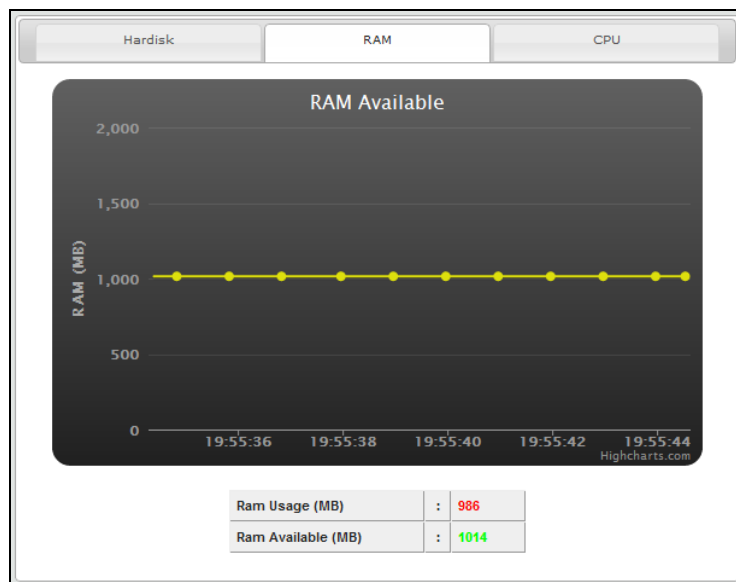 Hardisk RAM CPU
RAM Available
2,000
1,500
1,000
500
0
RAM (MB)
19:55:36 19:55:38 19:55:40 19:55:42 19:55:44
Highcharts.com
Ram Usage (MB) : 986
Ram Available (MB) : 1014